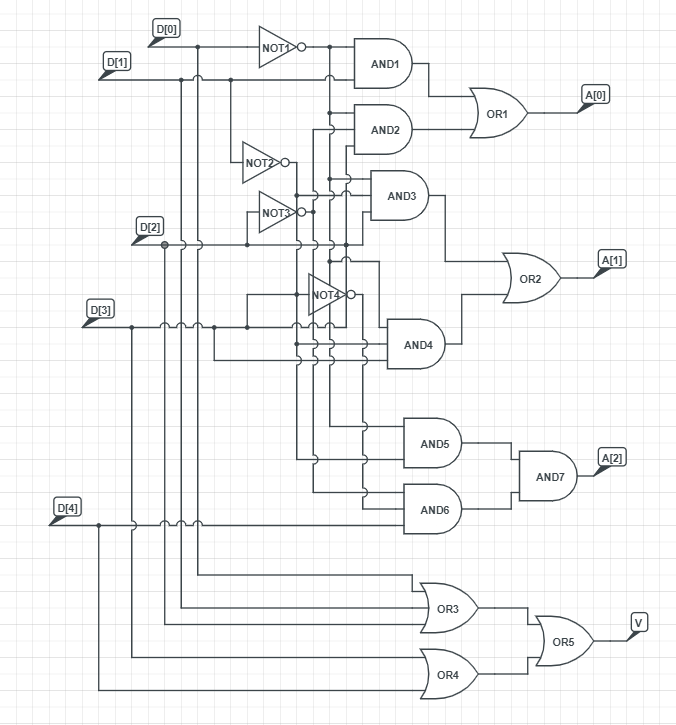 D[0]
NOT1
D[1]
AND1
A[0]
OR1
AND2
NOT2
AND3
NOT3
D[2]
A[1]
OR2
NOT4
D[3]
AND4
AND5
A[2]
AND7
D[4]
AND6
OR3
V
OR5
OR4